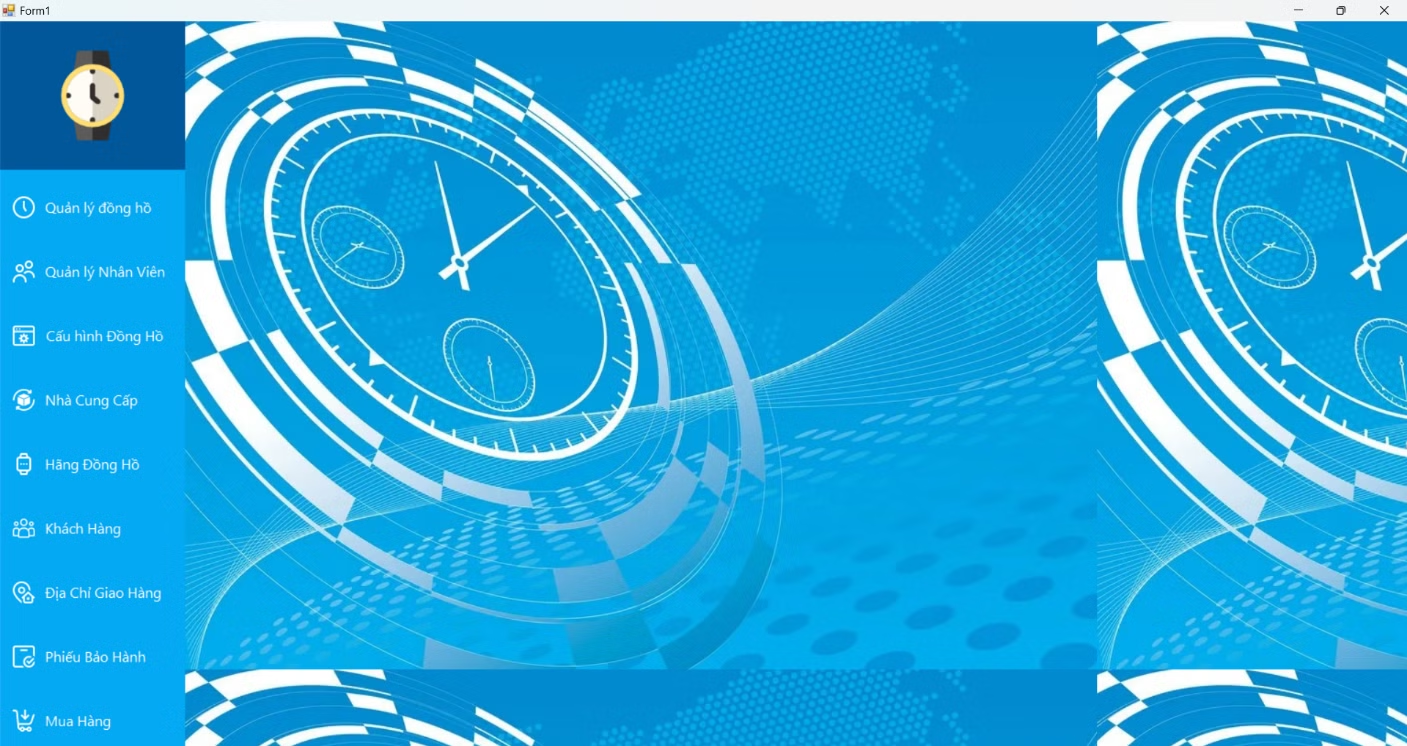 Form1
Quản lý đồng hồ
Quản lý Nhân Viên
Cấu hình Đồng Hồ
Nhà Cung Cấp
Hãng Đồng Hồ
Khách Hàng
Địa Chỉ Giao Hàng
Phiếu Bảo Hành
Mua Hàng